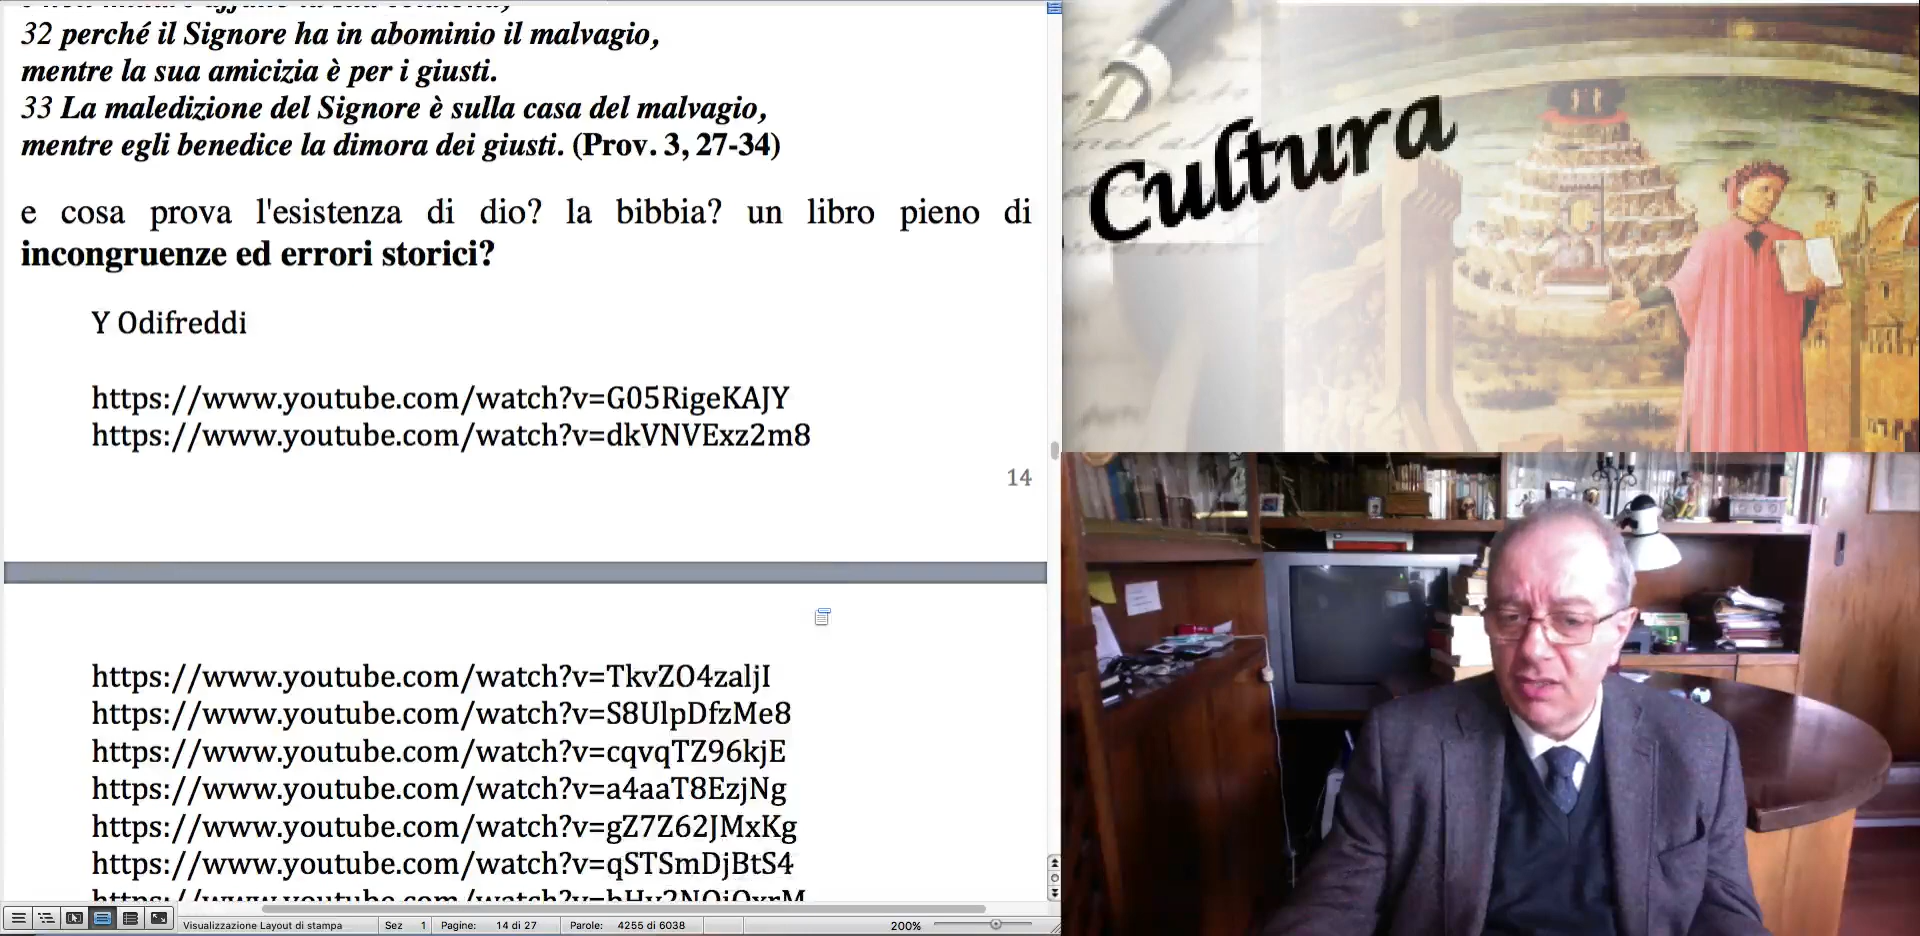 32 perché il Signore ha in abominio il malvagio,
mentre la sua amicizia è per i giusti.
33 La maledizione del Signore è sulla casa del malvagio,
mentre egli benedice la dimora dei giusti. (Prov. 3, 27-34)
e cosa prova l'esistenza di dio? la bibbia? un libro pieno di
incongruenze ed errori storici?
Y Odifreddi
https://www.youtube.com/watch?v=G05RigeKAJY
https://www.youtube.com/watch?v=dkVNVExz2m8
14
https://www.youtube.com/watch?v=TkvZO4zaljI
https://www.youtube.com/watch?v=S8UlpDfzMe8
https://www.youtube.com/watch?v=cqvqTZ96kjE
https://www.youtube.com/watch?v=a4aaT8EzjNg
https://www.youtube.com/watch?v=gZ7Z62JMxKg
https://www.youtube.com/watch?v=qSTSmDjBtS4
Visualizzazione Layout di stampa Sez 1 Pagine: 14 di 27 Parole: 4255 di 6038 200%
Cultura